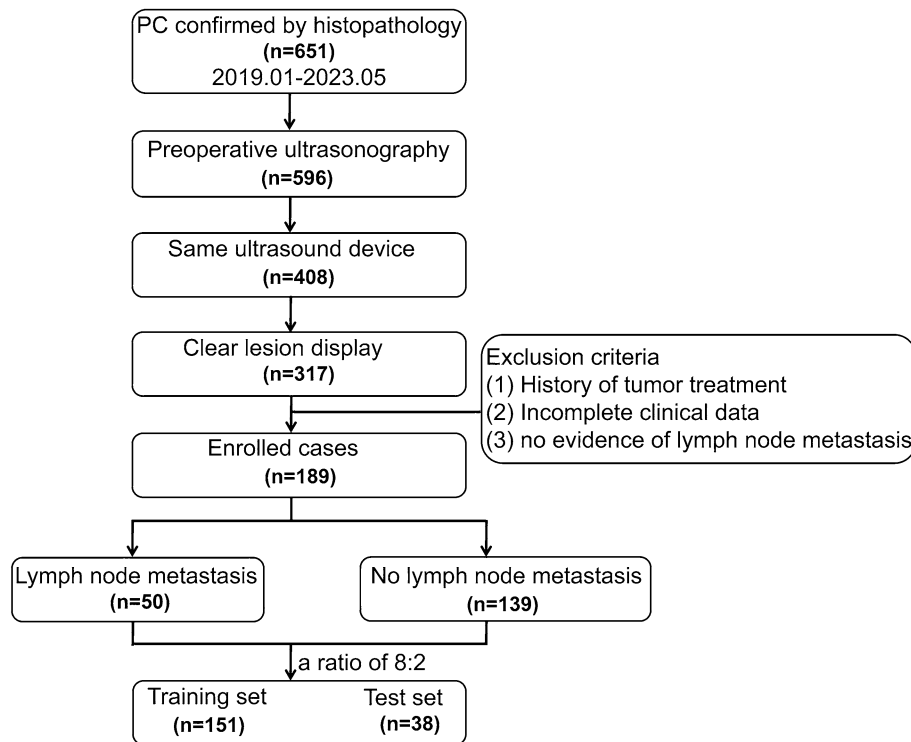 PC confirmed by histopathology
(n=651)
2019.01-2023.05
Preoperative ultrasonography
(n=596)
Same ultrasound device
(n=408)
Clear lesion display
(n=317)
Exclusion criteria
(1) History of tumor treatment
(2) Incomplete clinical data
(3) no evidence of lymph node metastasis
Enrolled cases
(n=189)
Lymph node metastasis
(n=50)
No lymph node metastasis
(n=139)
a ratio of 8:2
Training set
(n=151)
Test set
(n=38)